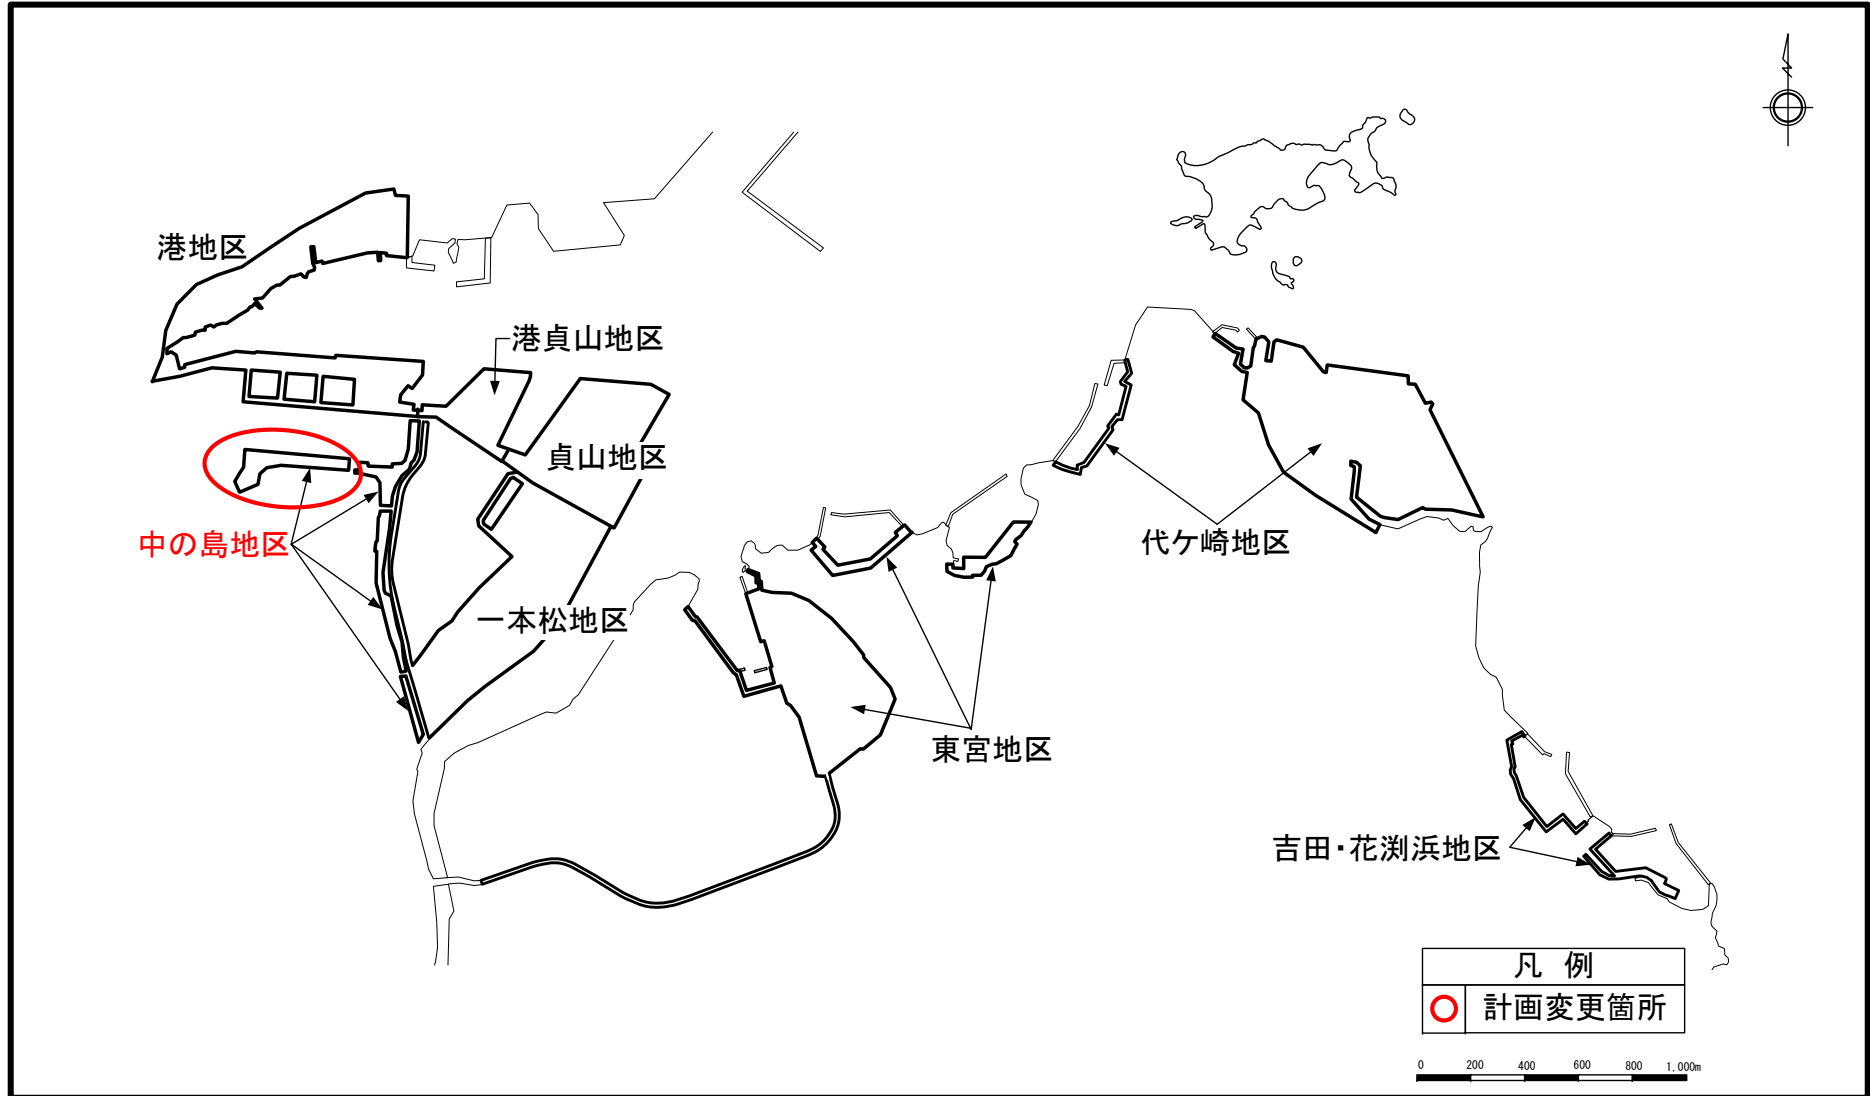 港地区
港貞山地区
貞山地区
中の島地区
代ケ崎地区
一本松地区
東宮地区
吉田・花渕浜地区
凡 例
計画変更箇所
0 200 400 600 800 1,000m